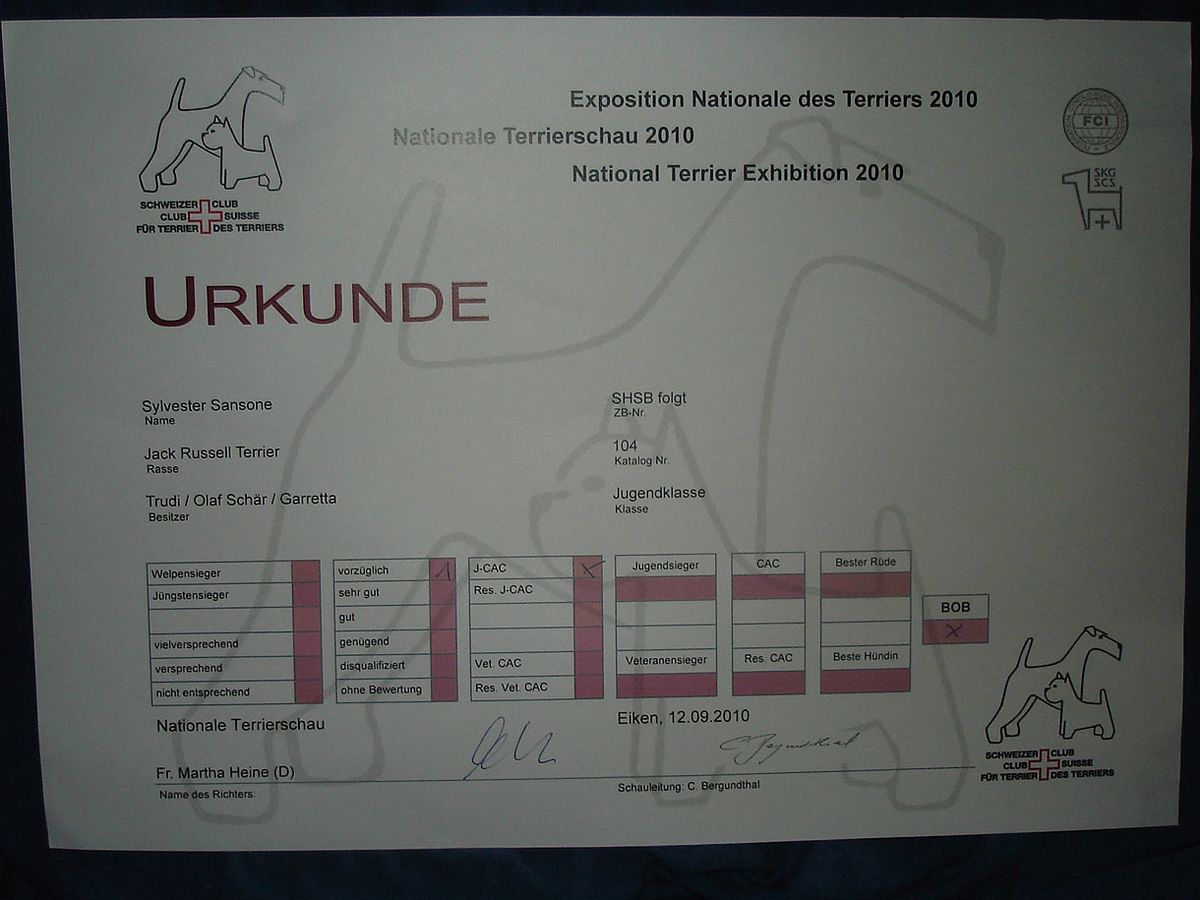 Exposition Nationale des Terriers 2010
Nationale Terrierschau 2010
National Terrier Exhibition 2010
FCI
SKG
SCS
SCHWEIZER CLUB
CLUB SUISSE
FÜR TERRIER DES TERRIERS
URKUNDE
Sylvester Sansone
Name
SHSB folgt
ZB-Nr.
Jack Russell Terrier
Rasse
104
Katalog Nr.
Trudi / Olaf Schär / Garretta
Besitzer
Jugendklasse
Klasse
Welpensieger
Jüngstensieger
vielversprechend
versprechend
nicht entsprechend
vorzüglich 1
sehr gut
gut
genügend
disqualifiziert
ohne Bewertung
J-CAC X
Res. J-CAC
Vet. CAC
Res. Vet. CAC
Jugendsieger
Veteranensieger
CAC
Res. CAC
Bester Rüde
Beste Hündin
BOB
X
Nationale Terrierschau
Eiken, 12.09.2010
Fr. Martha Heine (D)
Name des Richters:
Schauleitung: C. Bergundthal
SCHWEIZER CLUB
CLUB SUISSE
FÜR TERRIER DES TERRIERS